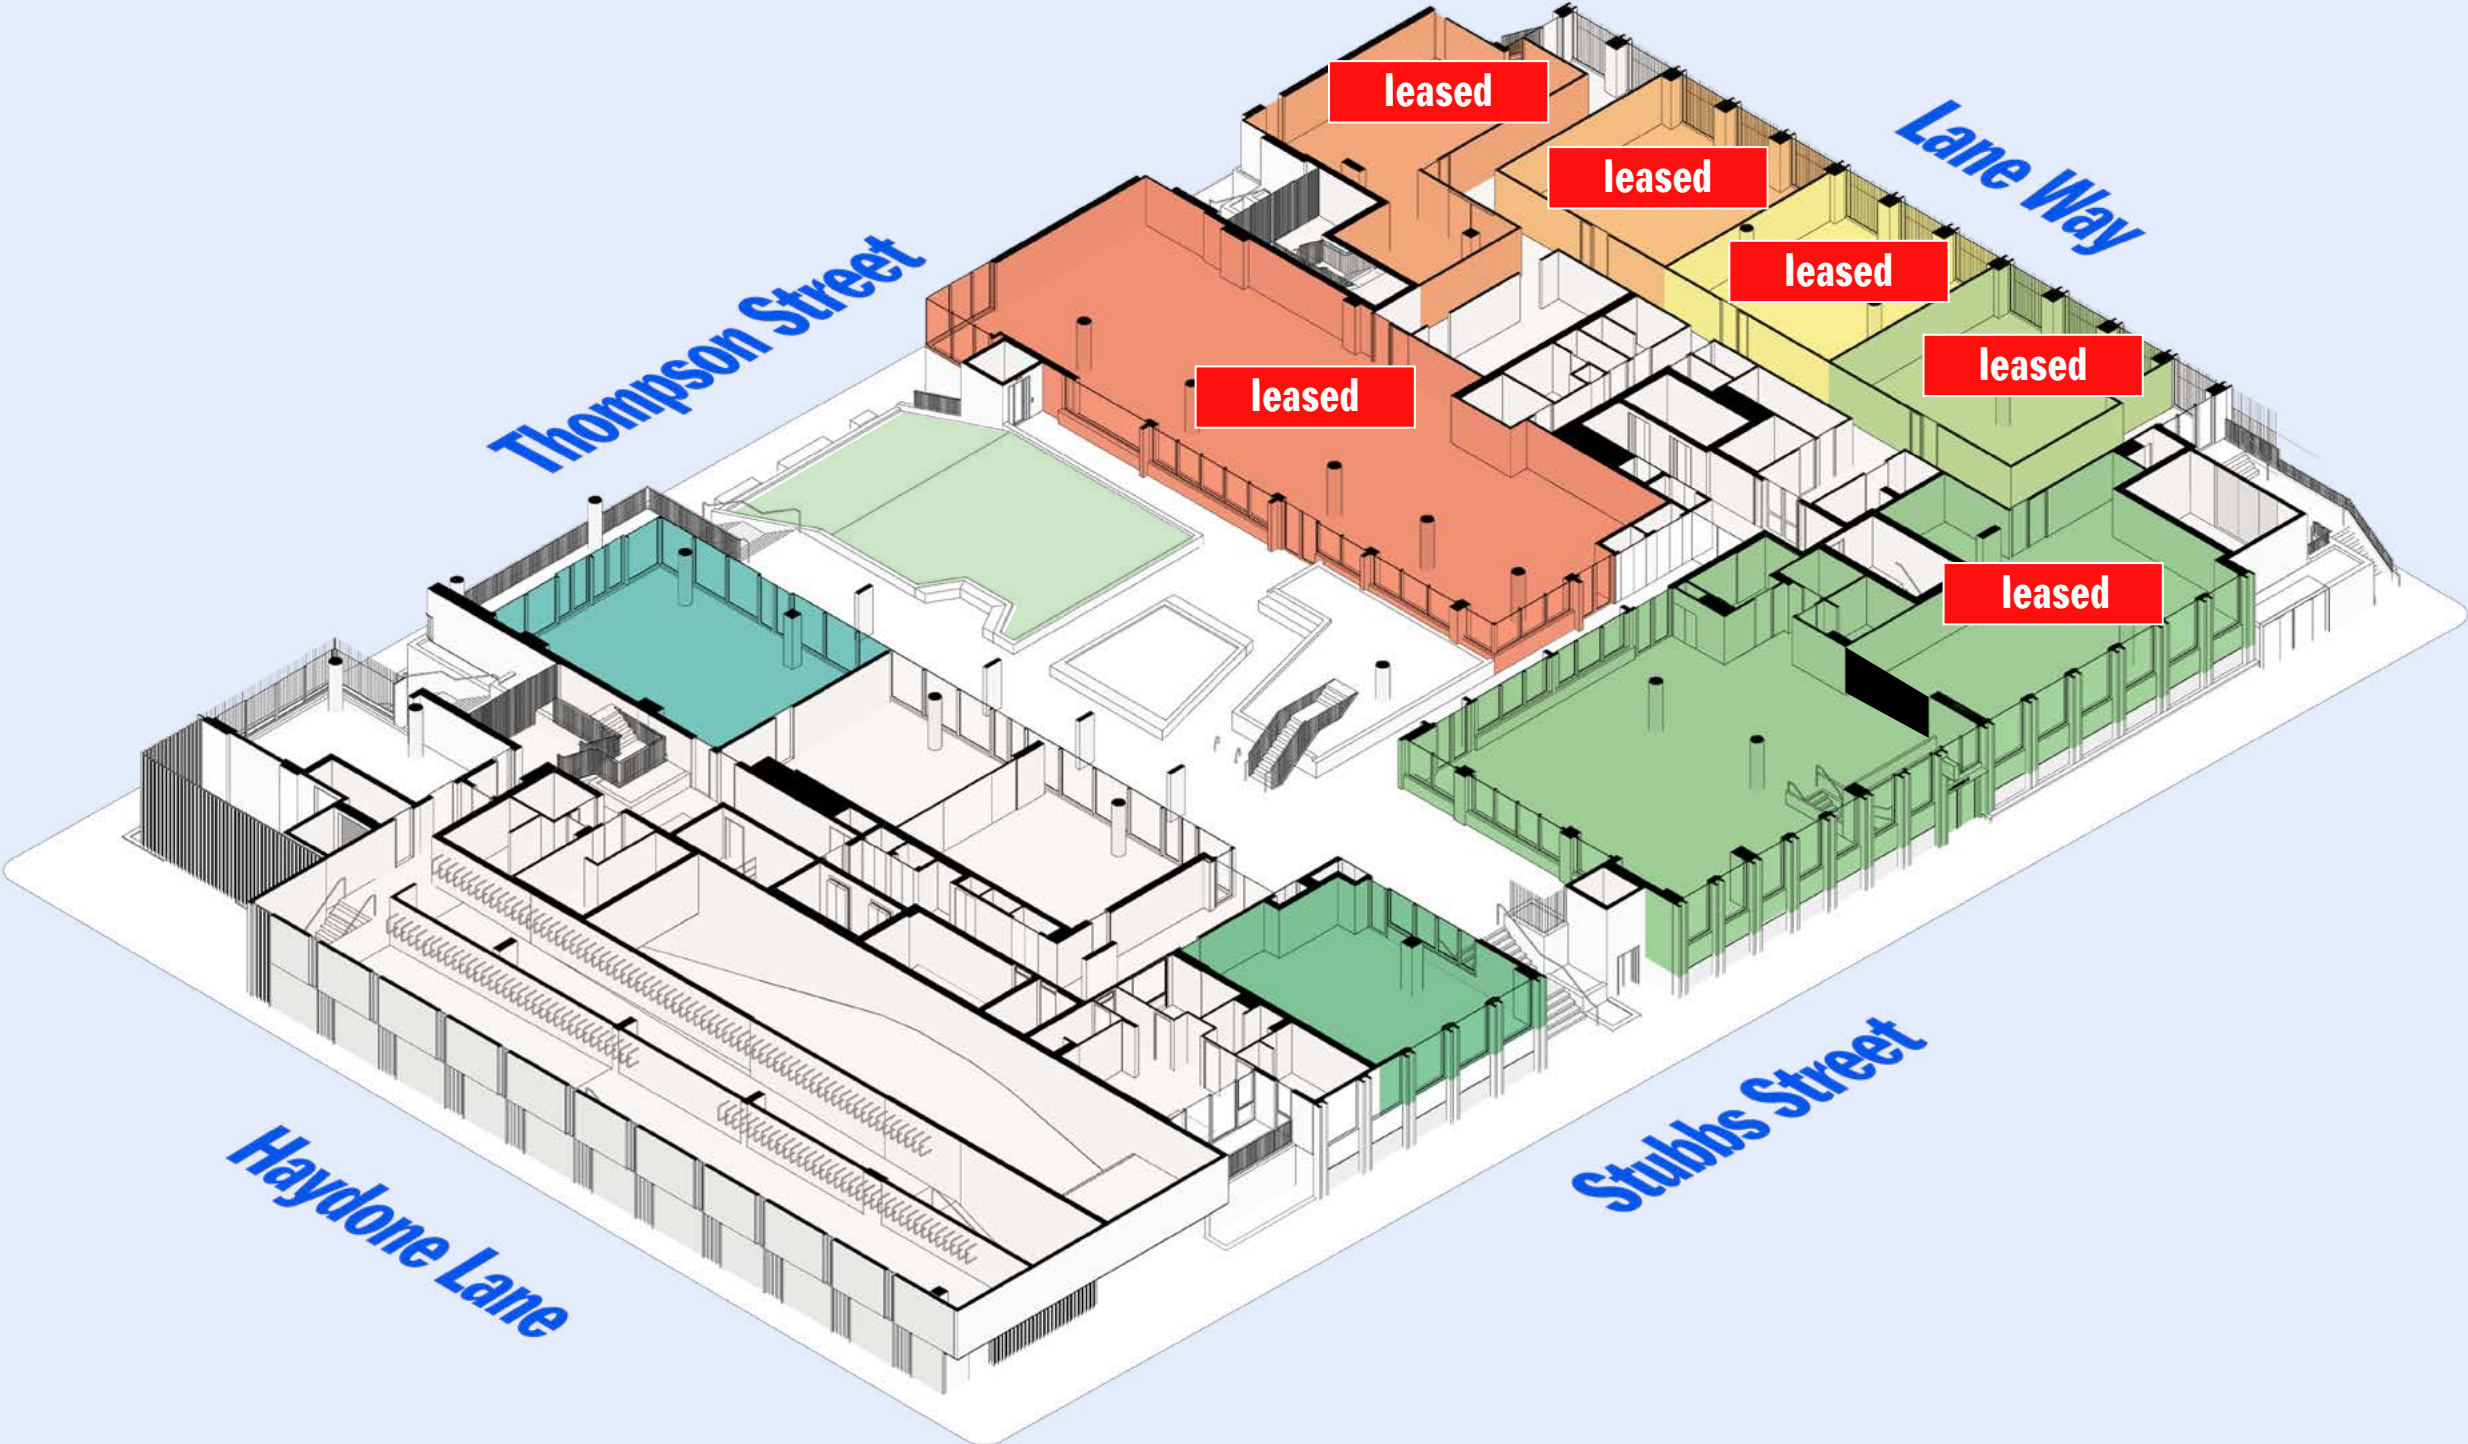 leased
Lane Way
leased
leased
Thompson Street
leased
leased
leased
Stubbs Street
Haydone Lane